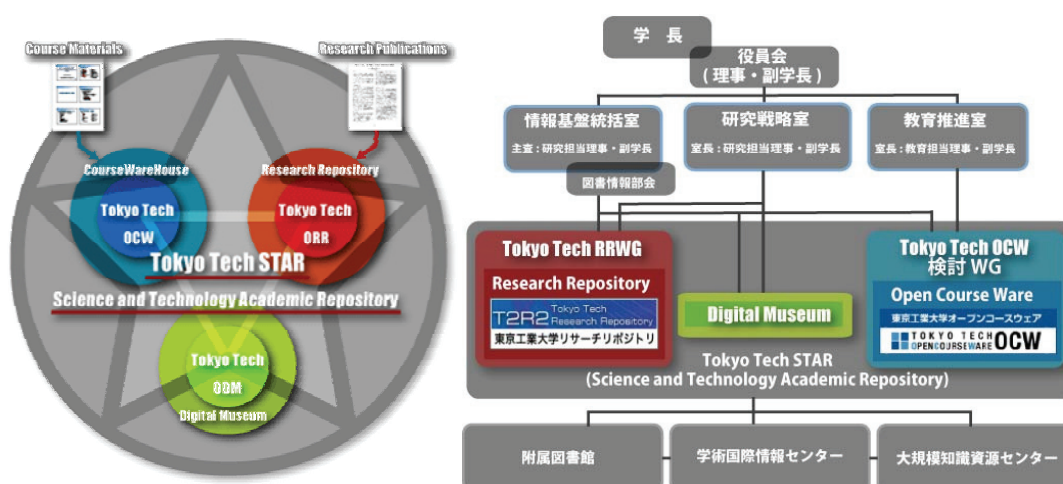 Course Materials
Research Publications
CourseWareHouse
Research Repository
Tokyo Tech
OCW
Tokyo Tech
ORR
Tokyo Tech STAR
Science and Technology Academic Repository
Tokyo Tech
ODM
Digital Museum
学 長
役員会
(理事・副学長)
情報基盤統括室
主査:研究担当理事・副学長
研究戦略室
室長:研究担当理事・副学長
教育推進室
室長:教育担当理事・副学長
図書情報部会
Tokyo Tech RRWG
Research Repository
T2R2 Tokyo Tech
Research Repository
東京工業大学リサーチリポジトリ
Digital Museum
Tokyo Tech OCW
検討 WG
Open Course Ware
東京工業大学オープンコースウェア
TOKYO TECH
OPENCOURSEWARE OCW
Tokyo Tech STAR
(Science and Technology Academic Repository)
附属図書館
学術国際情報センター
大規模知識資源センター